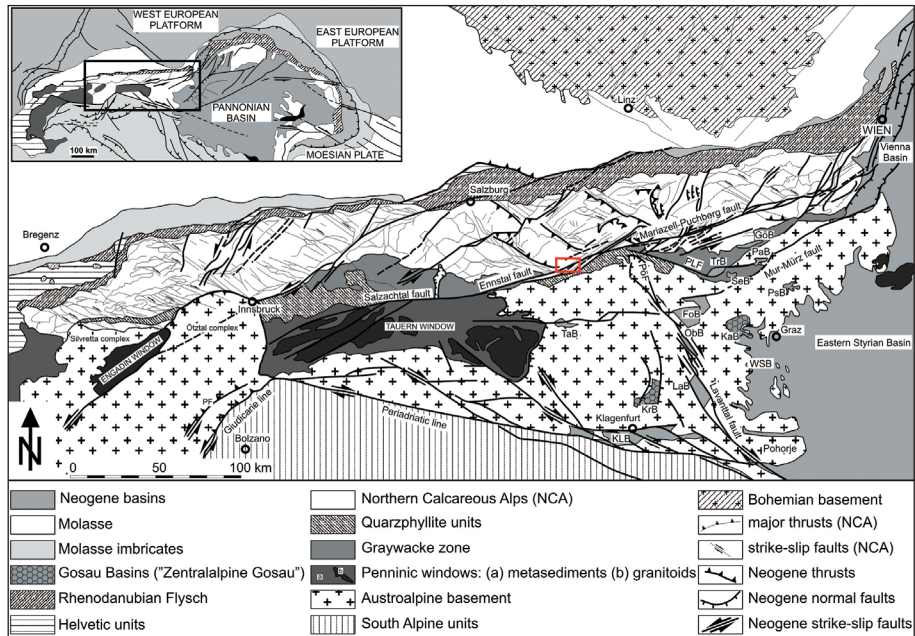 WEST EUROPEAN
PLATFORM
EAST EUROPEAN
PLATFORM
PANNONIAN
BASIN
MOESIAN PLATE
100 km
Linz
WIEN
Vienna
Basin
Salzburg
Bregenz
Mariazell-Puchberg fault
GöB
PaB
TrB
PLF
Mur-Mürz fault
SeB
PsB
Pöls
Ennstal fault
Salzachtal fault
Innsbruck
Ötztal complex
Silvretta complex
ENGADIN WINDOW
TAUERN WINDOW
TaB
FoB
ObB
KaB
Graz
Eastern Styrian Basin
WSB
LaB
KrB
Lavanttal fault
Klagenfurt
KLB
Pohorje
PF
Giudicarie line
Periadriatic line
Bolzano
N
0 50 100 km
Neogene basins
Molasse
Molasse imbricates
Gosau Basins ("Zentralalpine Gosau")
Rhenodanubian Flysch
Helvetic units
Northern Calcareous Alps (NCA)
Quarzphyllite units
Graywacke zone
a b
Penninic windows: (a) metasediments (b) granitoids
Austroalpine basement
South Alpine units
Bohemian basement
major thrusts (NCA)
strike-slip faults (NCA)
Neogene thrusts
Neogene normal faults
Neogene strike-slip faults